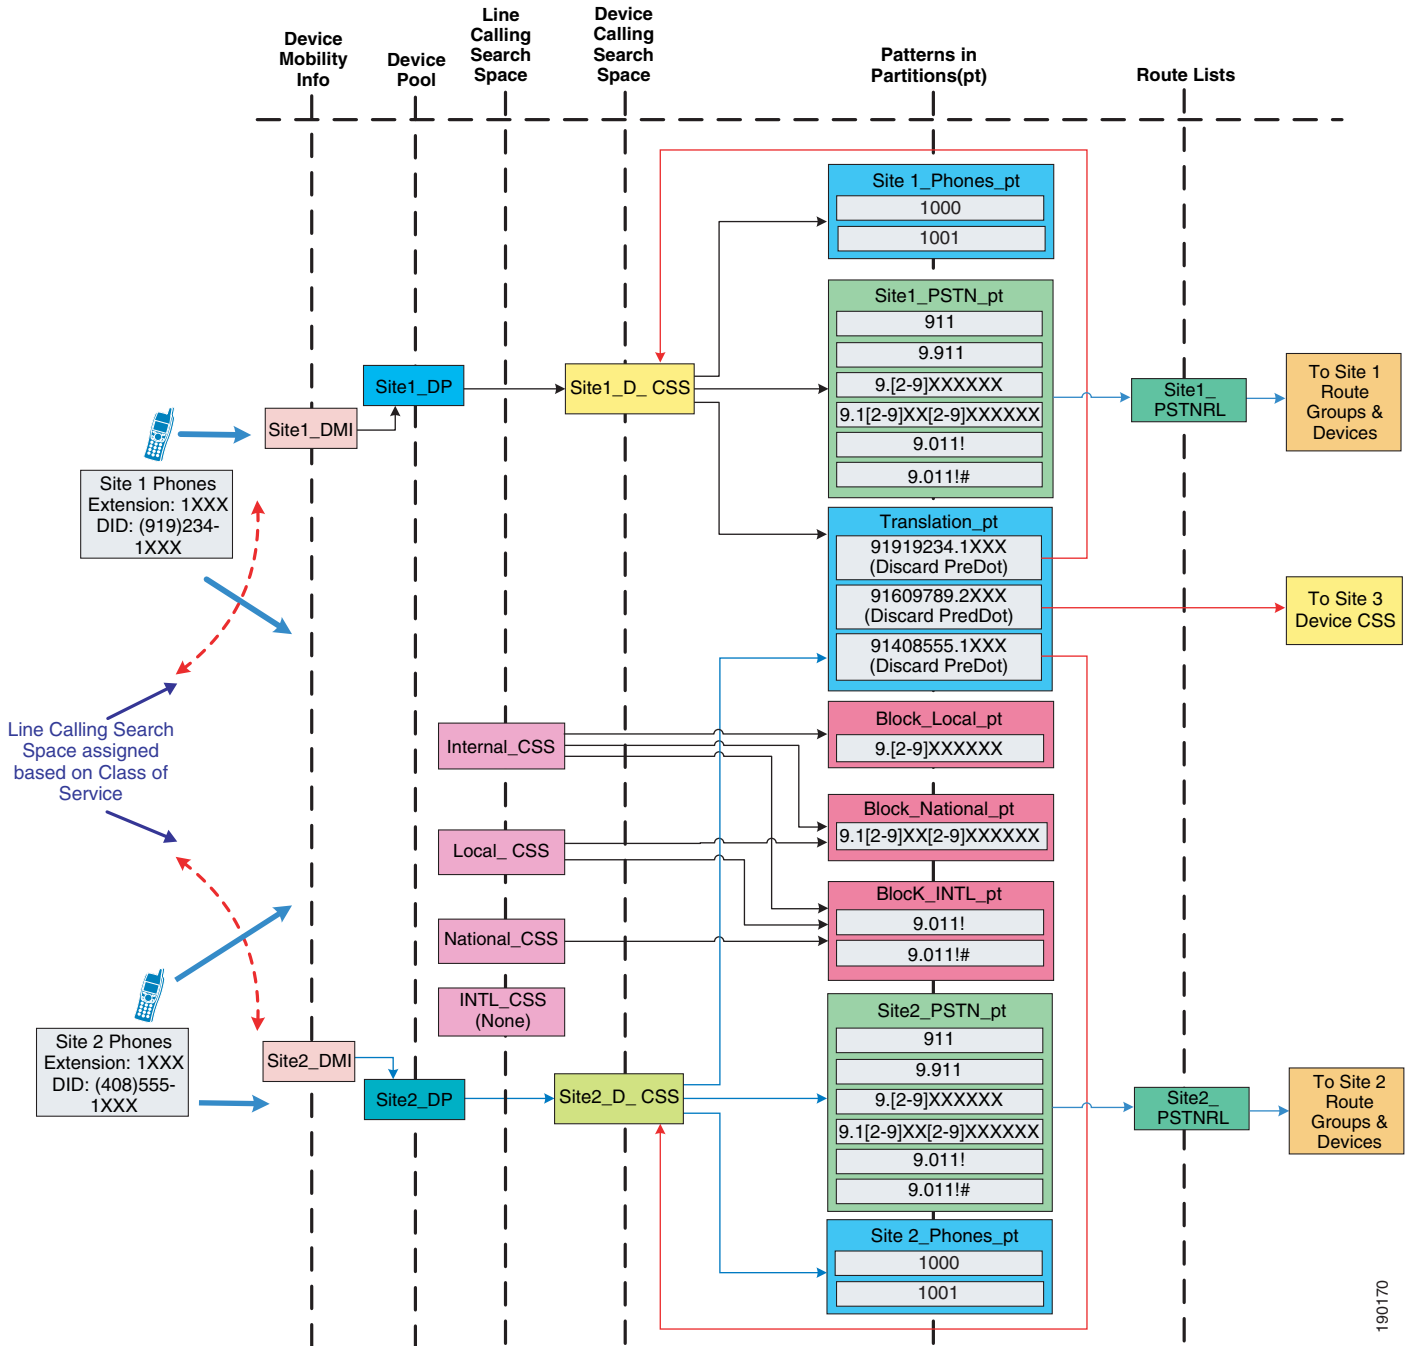 Device
Mobility
Info
Device
Pool
Line
Calling
Search
Space
Device
Calling
Search
Space
Patterns in
Partitions(pt)
Route Lists
Site 1_Phones_pt
1000
1001
Site1_PSTN_pt
911
9.911
9.[2-9]XXXXXX
9.1[2-9]XX[2-9]XXXXXX
9.011!
9.011!#
Site1_DMI
Site1_DP
Site1_D_ CSS
Site1_
PSTNRL
To Site 1
Route
Groups &
Devices
Site 1 Phones
Extension: 1XXX
DID: (919)234-
1XXX
Translation_pt
91919234.1XXX
(Discard PreDot)
91609789.2XXX
(Discard PredDot)
91408555.1XXX
(Discard PreDot)
To Site 3
Device CSS
Line Calling Search
Space assigned
based on Class of
Service
Internal_CSS
Local_ CSS
National_CSS
INTL_CSS
(None)
Block_Local_pt
9.[2-9]XXXXXX
Block_National_pt
9.1[2-9]XX[2-9]XXXXXX
BlocK_INTL_pt
9.011!
9.011!#
Site2_PSTN_pt
911
9.911
9.[2-9]XXXXXX
9.1[2-9]XX[2-9]XXXXXX
9.011!
9.011!#
Site 2 Phones
Extension: 1XXX
DID: (408)555-
1XXX
Site2_DMI
Site2_DP
Site2_D_ CSS
Site2_
PSTNRL
To Site 2
Route
Groups &
Devices
Site 2_Phones_pt
1000
1001
190170